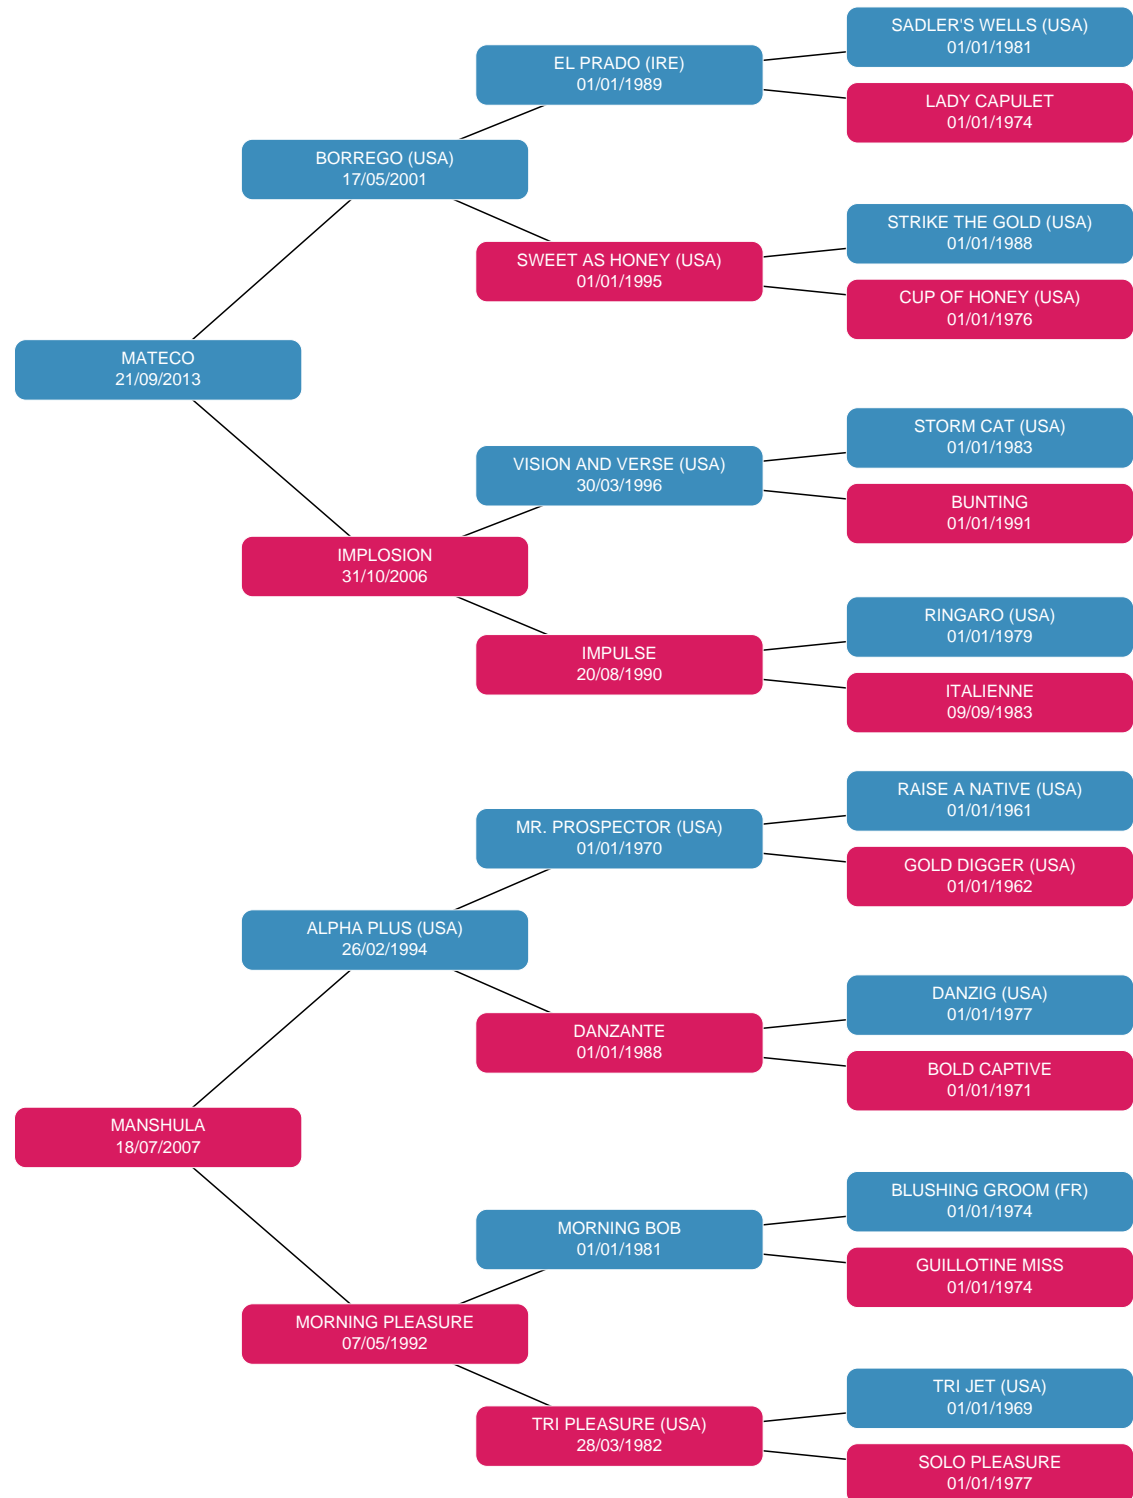 SADLER'S WELLS (USA)
01/01/1981
EL PRADO (IRE)
01/01/1989
LADY CAPULET
01/01/1974
BORREGO (USA)
17/05/2001
STRIKE THE GOLD (USA)
01/01/1988
SWEET AS HONEY (USA)
01/01/1995
CUP OF HONEY (USA)
01/01/1976
MATECO
21/09/2013
STORM CAT (USA)
01/01/1983
VISION AND VERSE (USA)
30/03/1996
BUNTING
01/01/1991
IMPLOSION
31/10/2006
RINGARO (USA)
01/01/1979
IMPULSE
20/08/1990
ITALIENNE
09/09/1983
RAISE A NATIVE (USA)
01/01/1961
MR. PROSPECTOR (USA)
01/01/1970
GOLD DIGGER (USA)
01/01/1962
ALPHA PLUS (USA)
26/02/1994
DANZIG (USA)
01/01/1977
DANZANTE
01/01/1988
BOLD CAPTIVE
01/01/1971
MANSHULA
18/07/2007
BLUSHING GROOM (FR)
01/01/1974
MORNING BOB
01/01/1981
GUILLOTINE MISS
01/01/1974
MORNING PLEASURE
07/05/1992
TRI JET (USA)
01/01/1969
TRI PLEASURE (USA)
28/03/1982
SOLO PLEASURE
01/01/1977